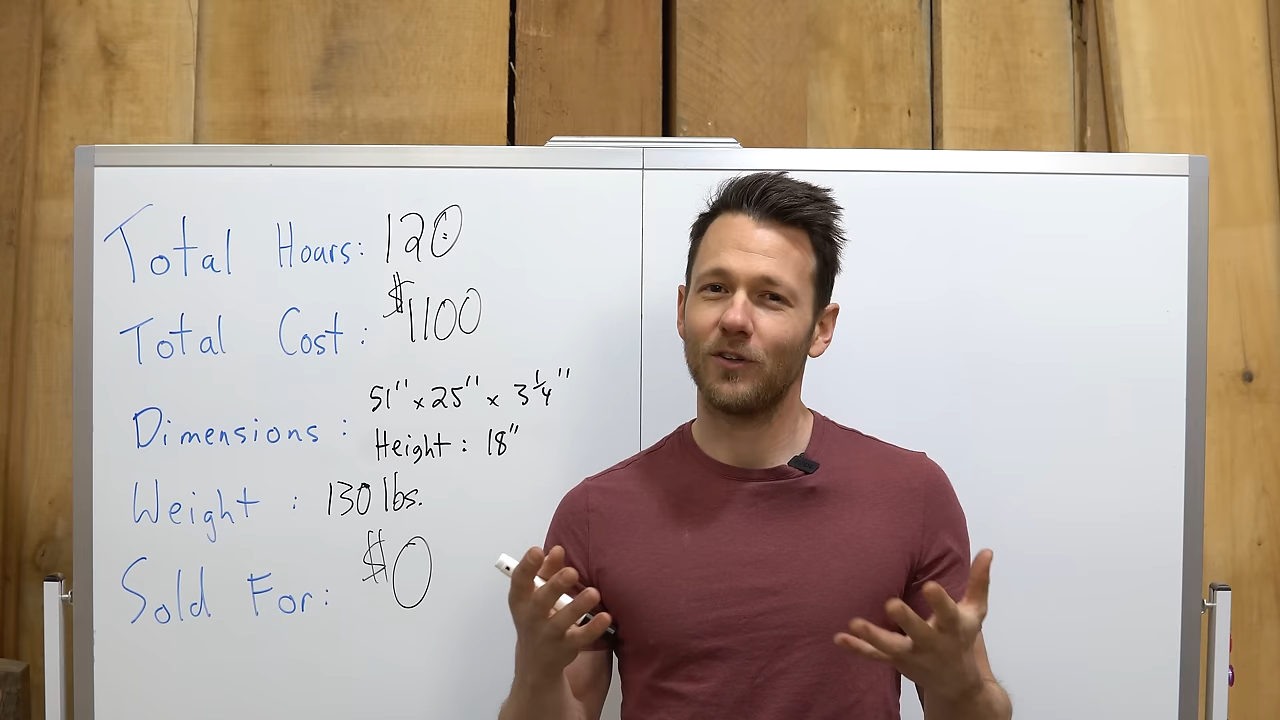 Total Hours: 120
Total Cost: $1100
Dimensions: 51" x 25" x 3 1/4"
Height: 18"
Weight: 130 lbs.
Sold For: $0